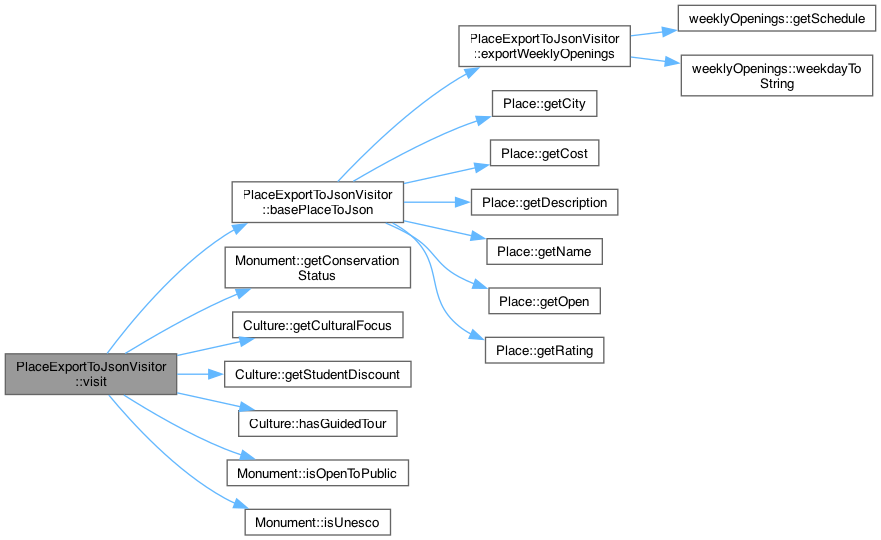 PlaceExportToJsonVisitor
::visit
PlaceExportToJsonVisitor
::basePlaceToJson
PlaceExportToJsonVisitor
::exportWeeklyOpenings
weeklyOpenings::getSchedule
weeklyOpenings::weekdayTo
String
Place::getCity
Place::getCost
Place::getDescription
Place::getName
Place::getOpen
Place::getRating
Monument::getConservation
Status
Culture::getCulturalFocus
Culture::getStudentDiscount
Culture::hasGuidedTour
Monument::isOpenToPublic
Monument::isUnesco